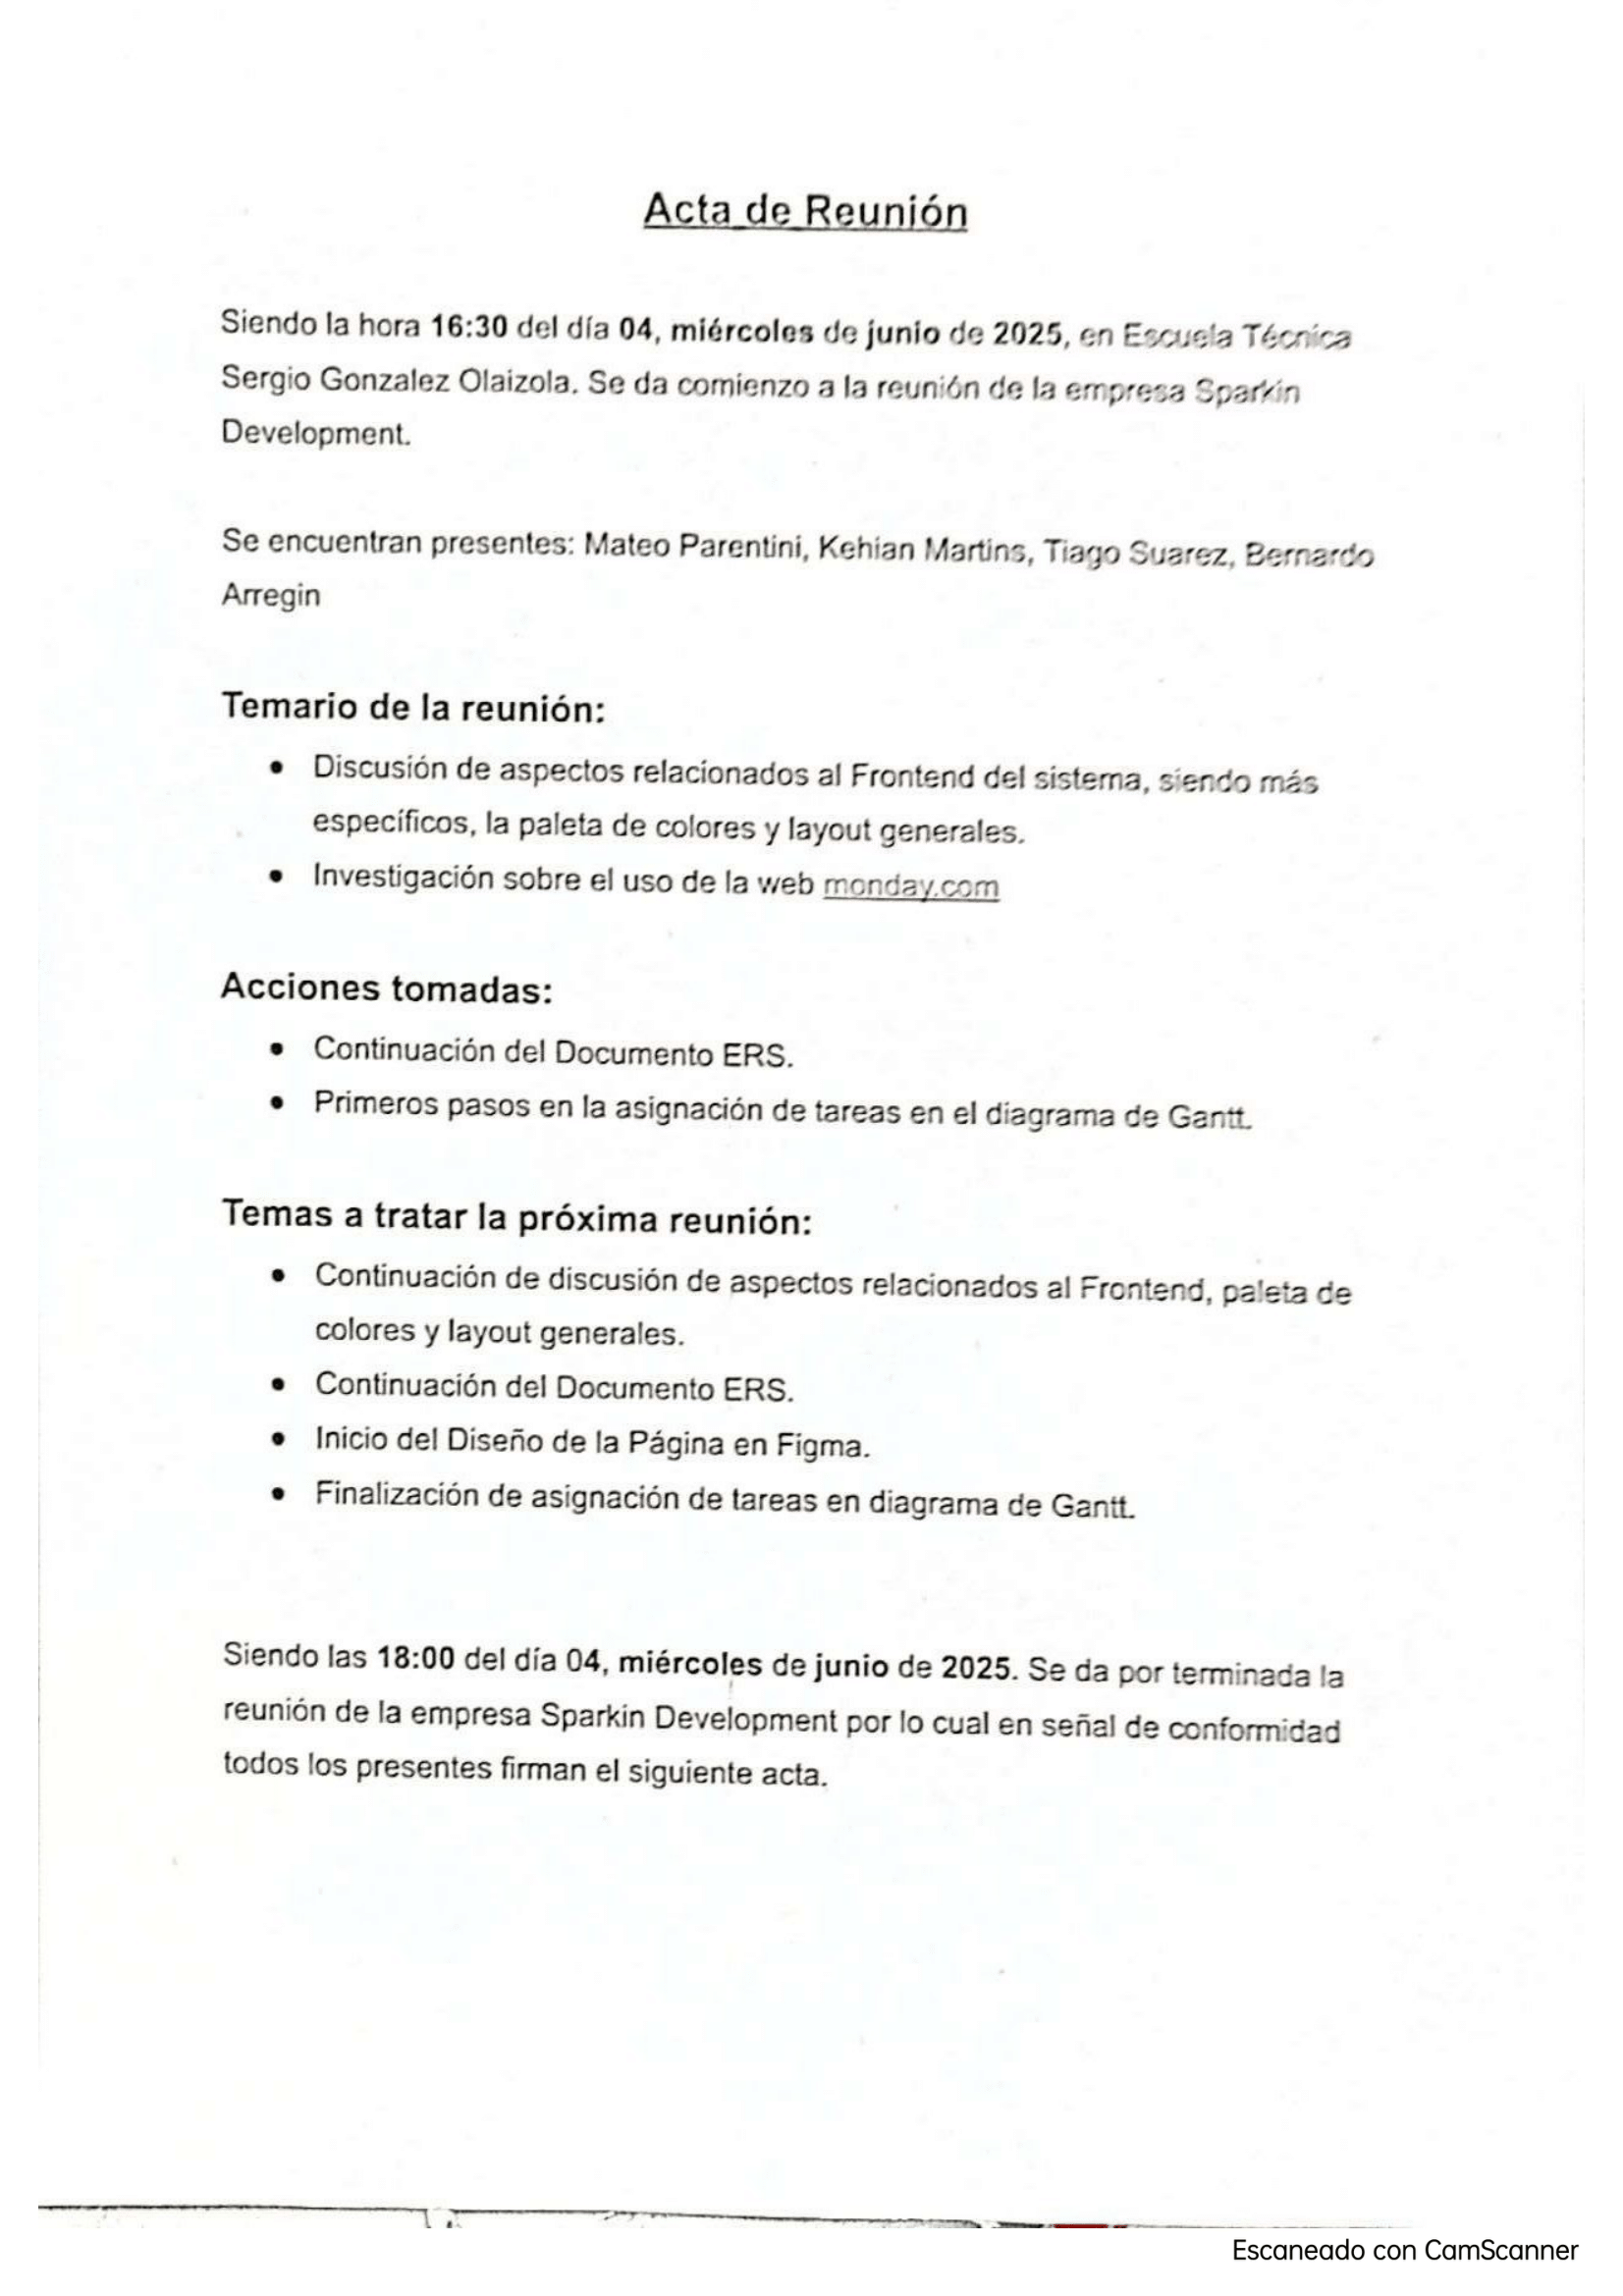 Acta de Reunión
Siendo la hora 16:30 del día 04, miércoles de junio de 2025, en Escuela Técnica
Sergio Gonzalez Olaizola. Se da comienzo a la reunión de la empresa Sparkin
Development.
Se encuentran presentes: Mateo Parentini, Kehian Martins, Tiago Suarez, Bernardo
Arregin
Temario de la reunión:
• Discusión de aspectos relacionados al Frontend del sistema, siendo más
específicos, la paleta de colores y layout generales.
• Investigación sobre el uso de la web monday.com
Acciones tomadas:
• Continuación del Documento ERS.
• Primeros pasos en la asignación de tareas en el diagrama de Gantt.
Temas a tratar la próxima reunión:
• Continuación de discusión de aspectos relacionados al Frontend, paleta de
colores y layout generales.
• Continuación del Documento ERS.
• Inicio del Diseño de la Página en Figma.
• Finalización de asignación de tareas en diagrama de Gantt.
Siendo las 18:00 del día 04, miércoles de junio de 2025. Se da por terminada la
reunión de la empresa Sparkin Development por lo cual en señal de conformidad
todos los presentes firman el siguiente acta.
Escaneado con CamScanner